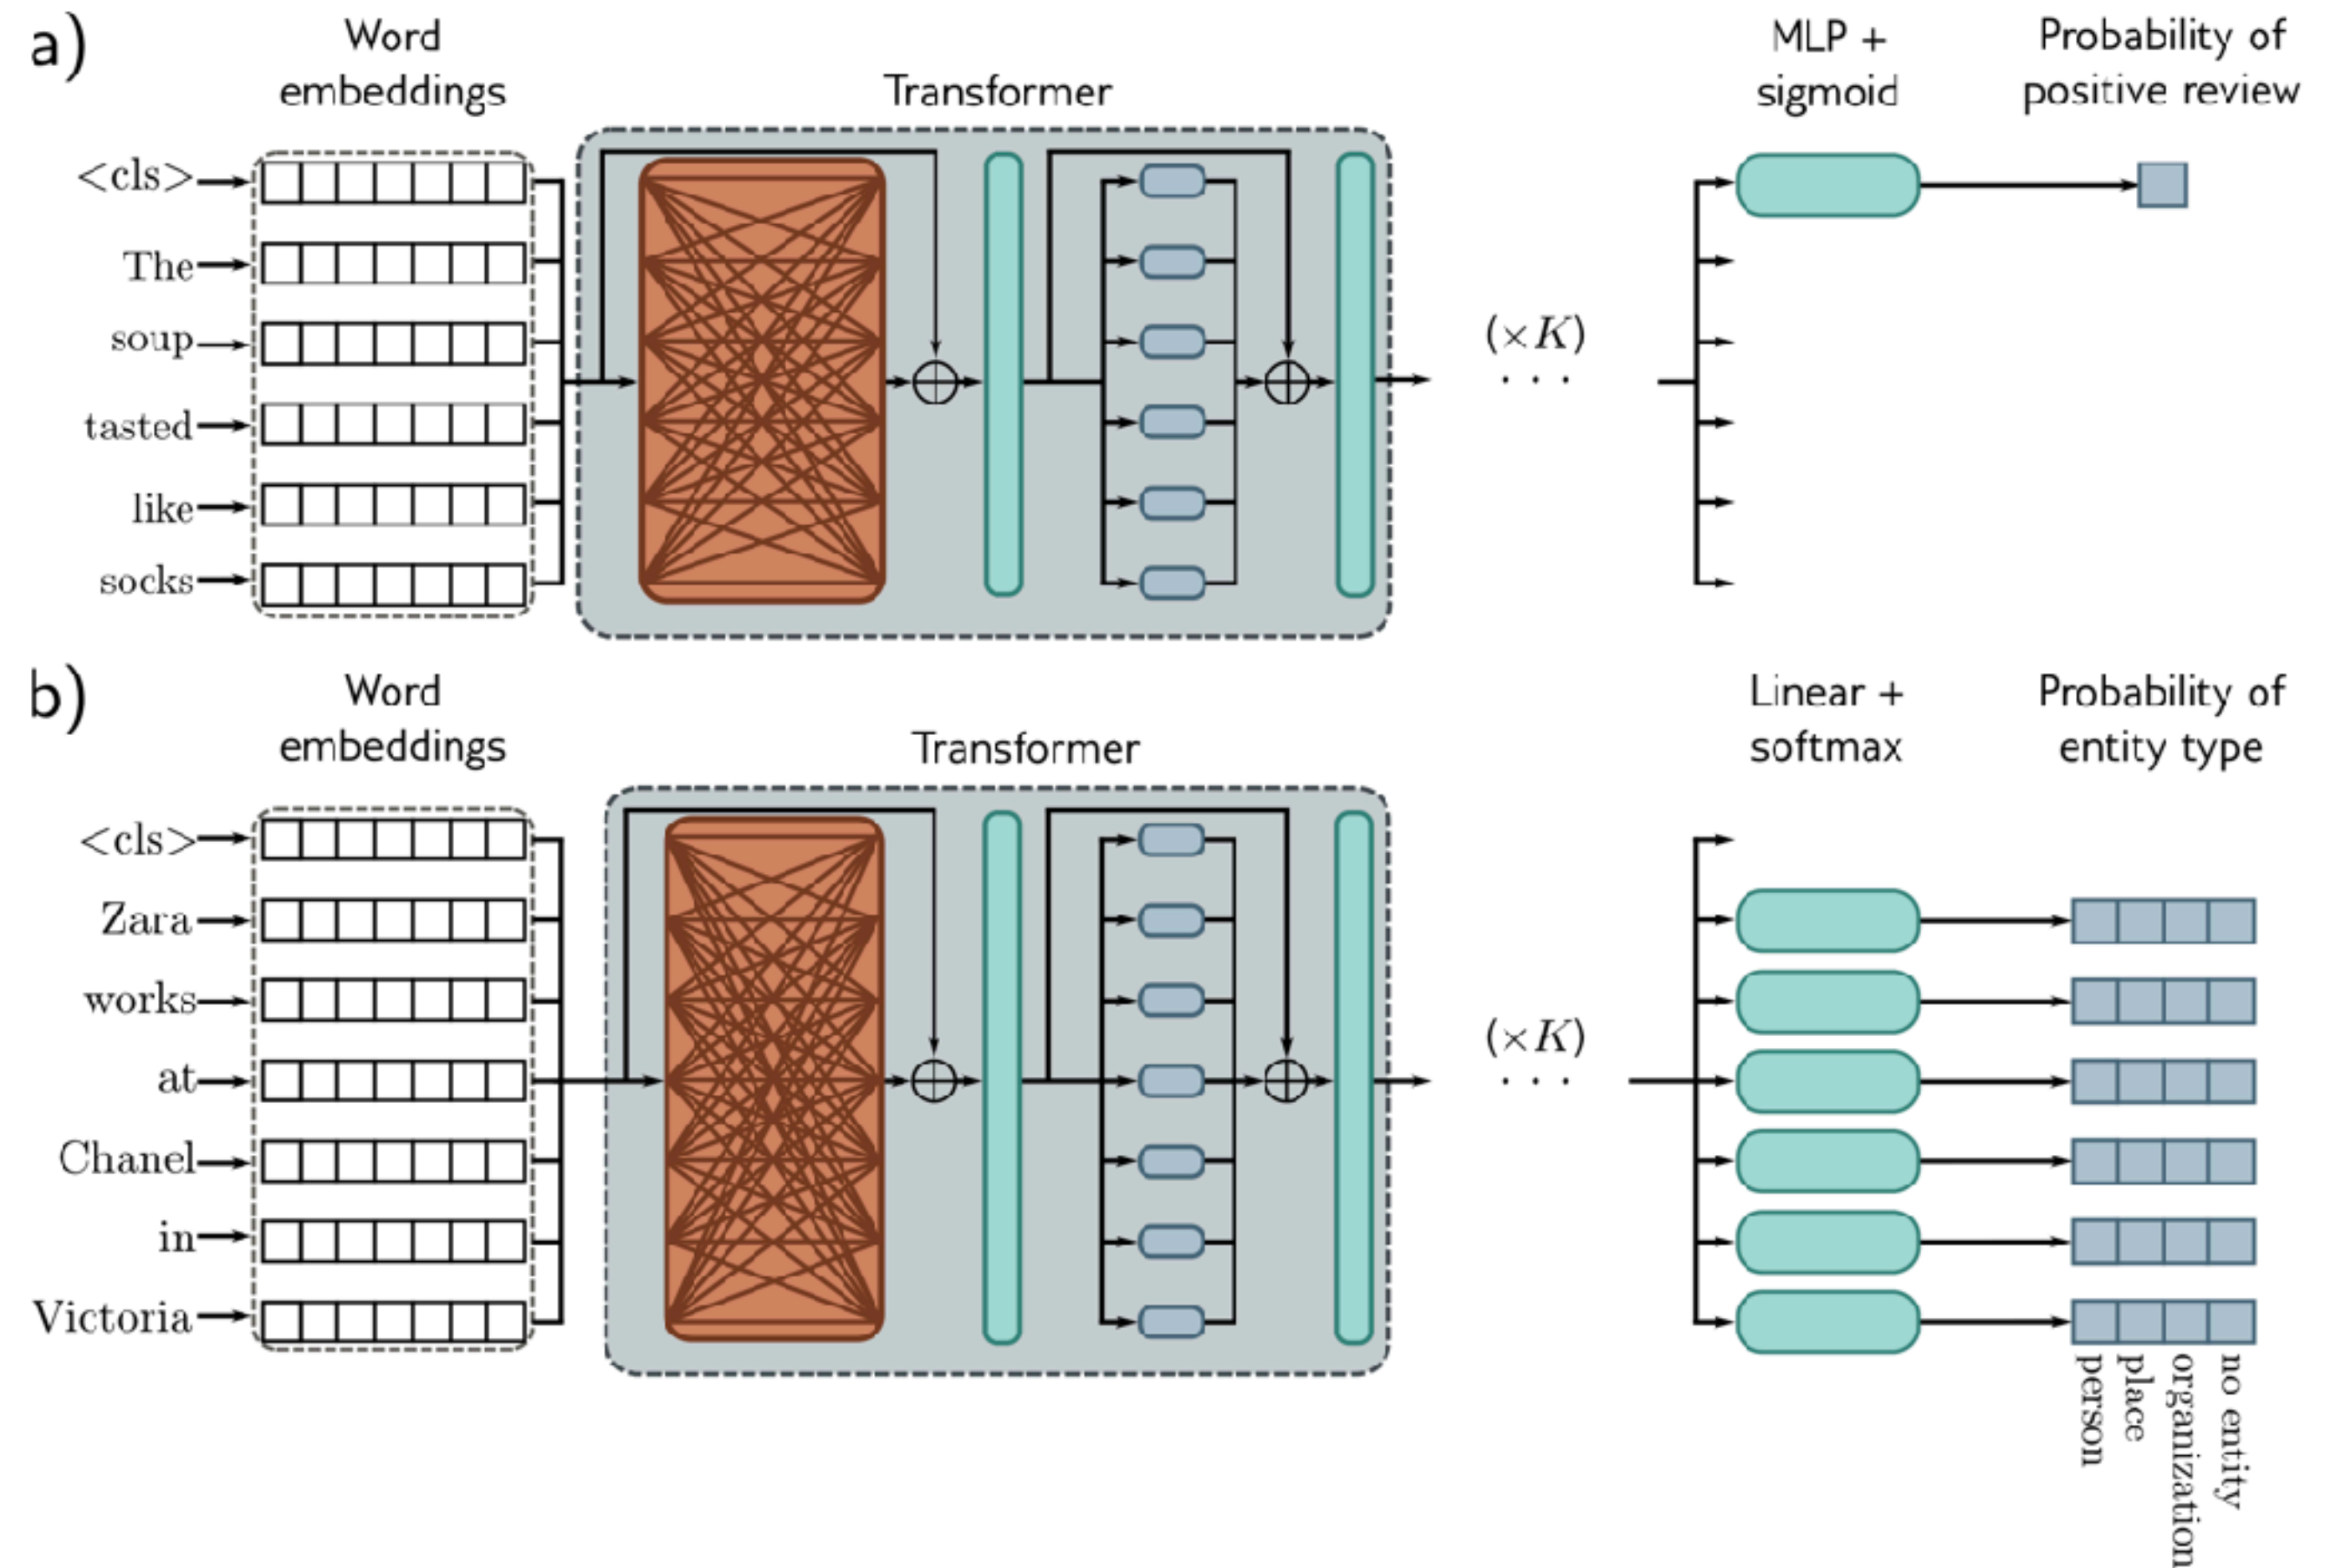 a)
Word
embeddings
Transformer
MLP +
sigmoid
Probability of
positive review
<cls>
The
soup
tasted
like
socks
(×K)
· · ·
b)
Word
embeddings
Transformer
Linear +
softmax
Probability of
entity type
<cls>
Zara
works
at
Chanel
in
Victoria
(×K)
· · ·
person
place
organization
no entity